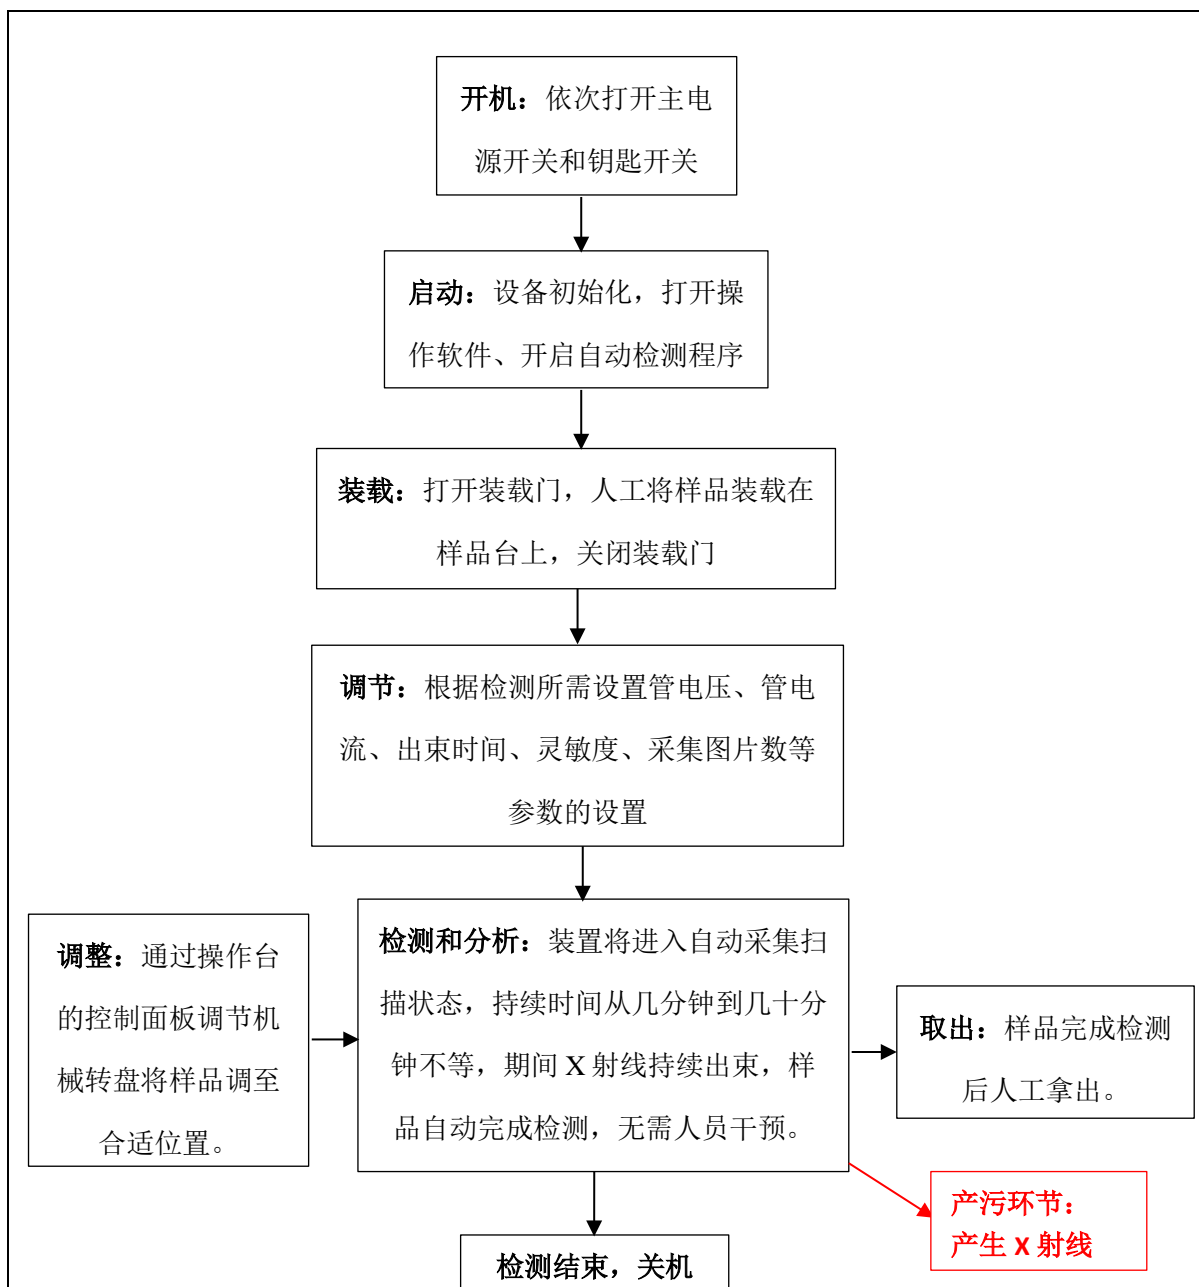 开机：依次打开主电
源开关和钥匙开关
启动：设备初始化，打开操
作软件、开启自动检测程序
装载：打开装载门，人工将样品装载在
样品台上，关闭装载门
调节：根据检测所需设置管电压、管电
流、出束时间、灵敏度、采集图片数等
参数的设置
调整：通过操作台
的控制面板调节机
械转盘将样品调至
合适位置。
检测和分析：装置将进入自动采集扫
描状态，持续时间从几分钟到几十分
钟不等，期间 X 射线持续出束，样
品自动完成检测，无需人员干预。
取出：样品完成检测
后人工拿出。
产污环节：
产生 X 射线
检测结束，关机